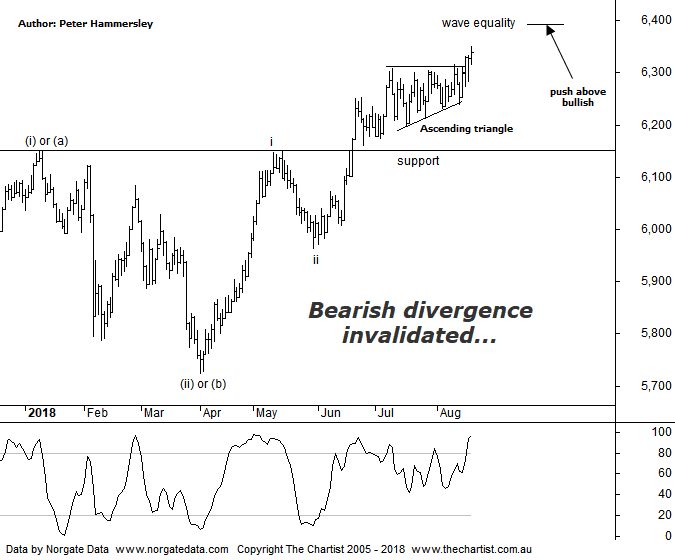 Author: Peter Hammersley
wave equality
6,400
push above
bullish
6,300
Ascending triangle
6,200
(i) or (a)
i
support
6,100
6,000
ii
5,900
Bearish divergence
invalidated...
5,800
(ii) or (b)
5,700
2018 Feb Mar Apr May Jun Jul Aug
100
80
60
40
20
0
Data by Norgate Data www.norgatedata.com Copyright The Chartist 2005 - 2018 www.thechartist.com.au